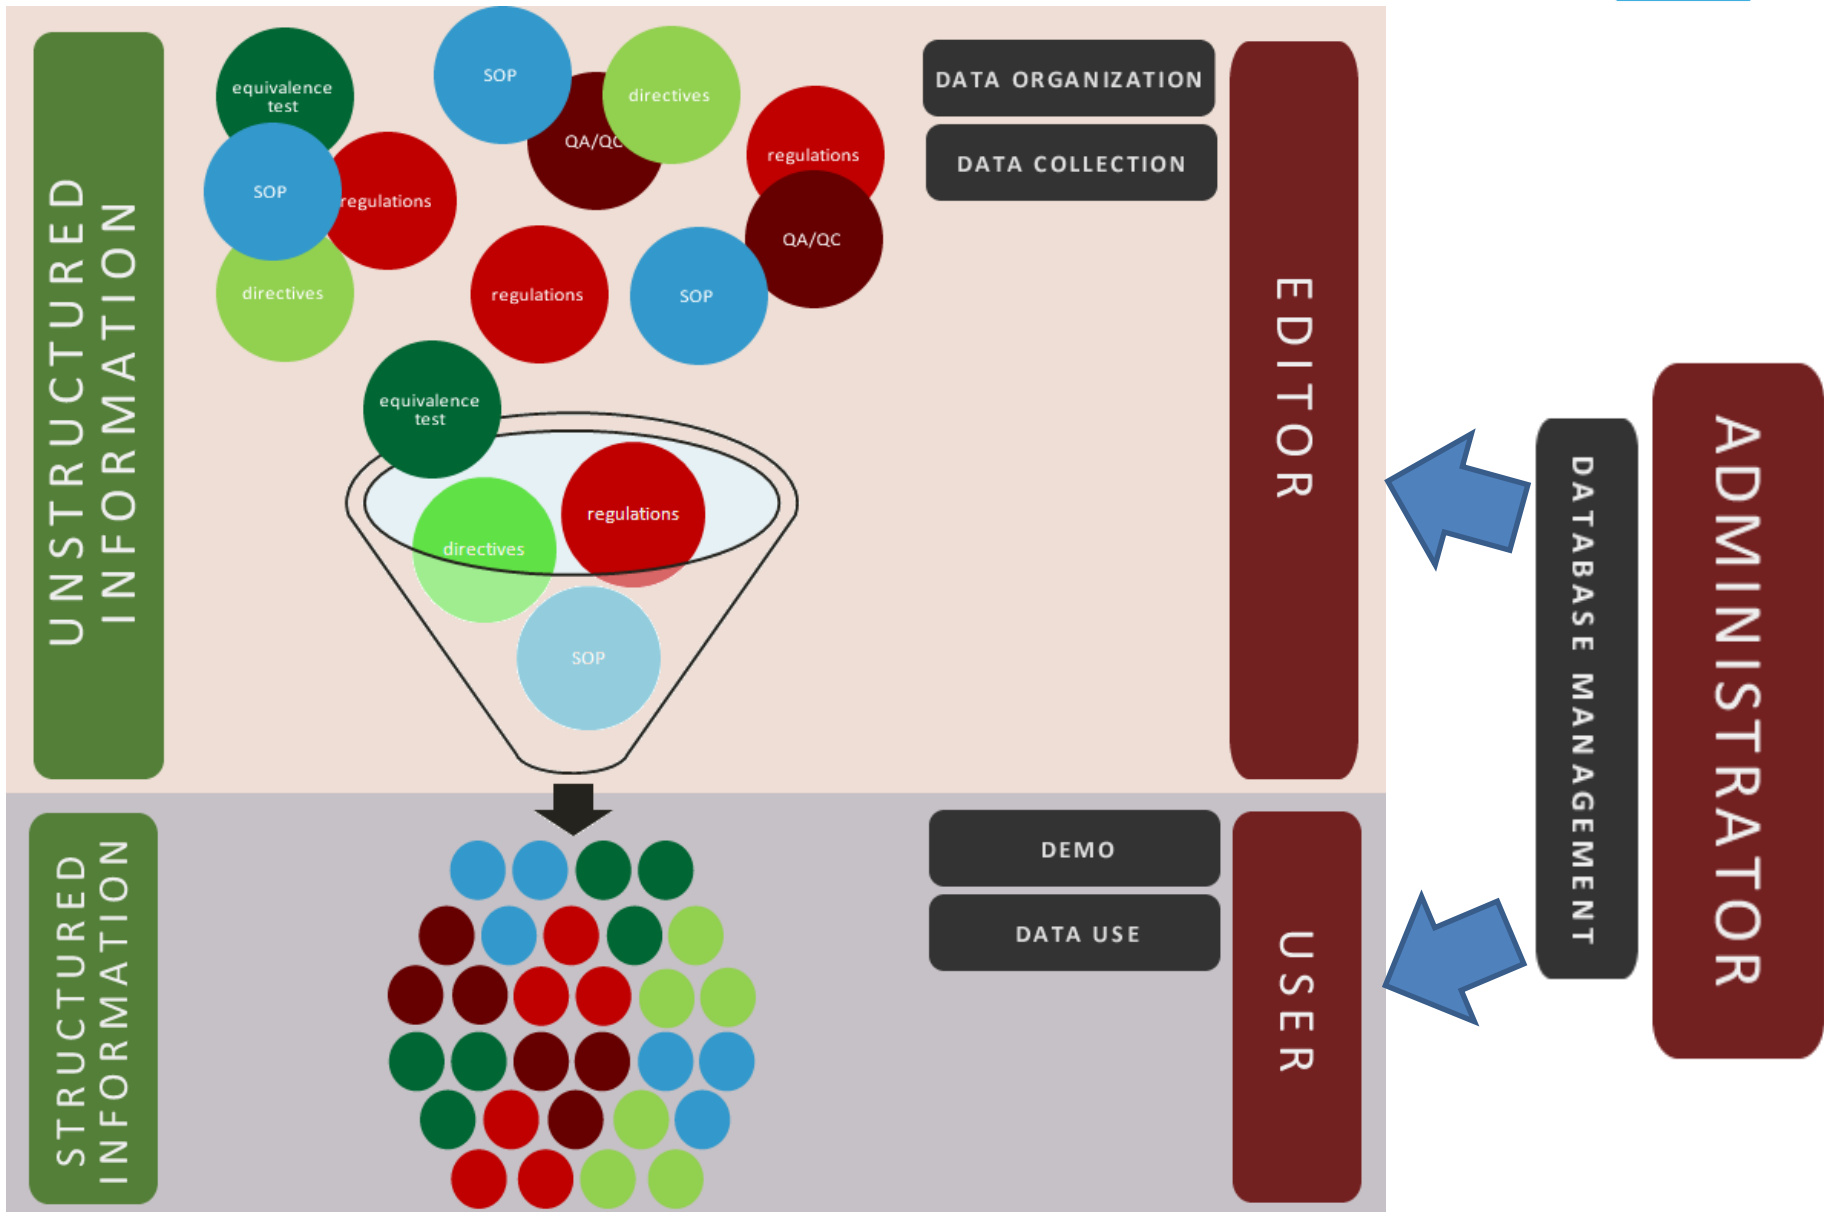 UNSTRUCTURED
INFORMATION
equivalence
test
SOP
regulations
directives
SOP
QA/QC
directives
regulations
QA/QC
regulations
SOP
equivalence
test
directives
regulations
SOP
DATA ORGANIZATION
DATA COLLECTION
EDITOR
STRUCTURED
INFORMATION
DEMO
DATA USE
USER
DATABASE MANAGEMENT
ADMINISTRATOR